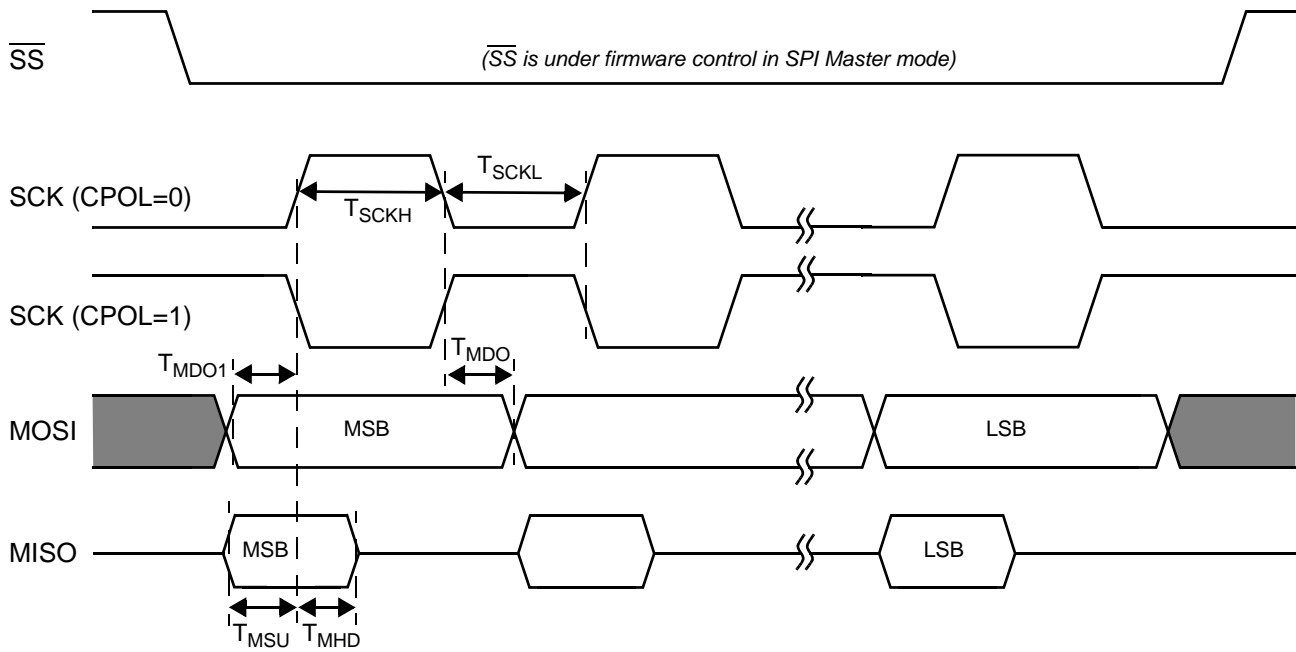 SS
(SS is under firmware control in SPI Master mode)
SCK (CPOL=0)
TSCKH
TSCKL
SCK (CPOL=1)
TMDO1
TMDO
MOSI
MSB
LSB
MISO
MSB
LSB
TMSU
TMHD